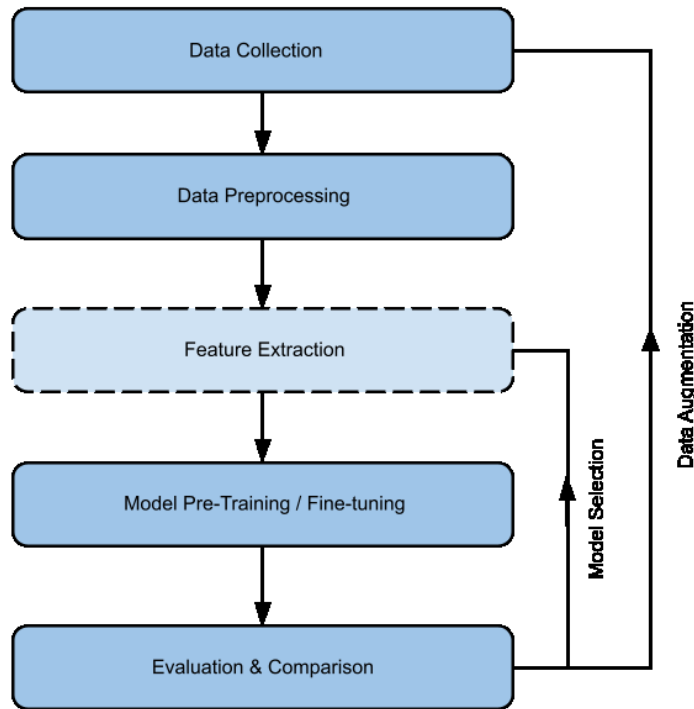 Data Collection
Data Preprocessing
Feature Extraction
Model Pre-Training / Fine-tuning
Evaluation & Comparison
Model Selection
Data Augmentation